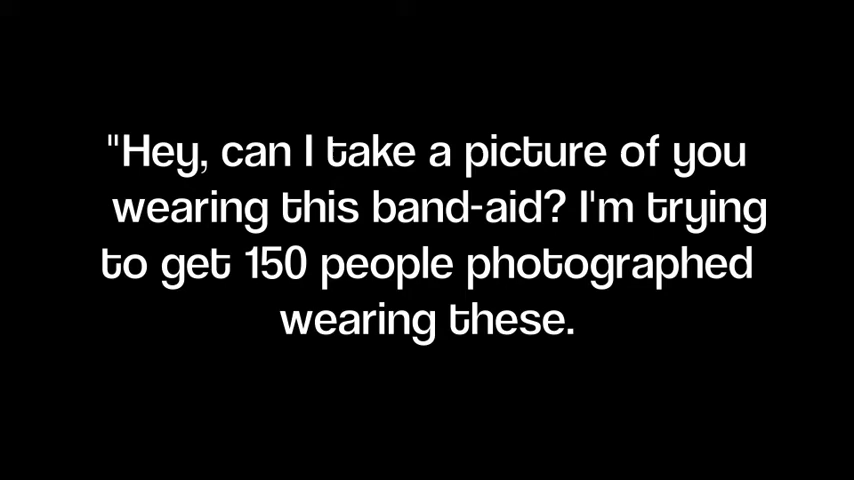 "Hey, can I take a picture of you
wearing this band-aid? I'm trying
to get 150 people photographed
wearing these.